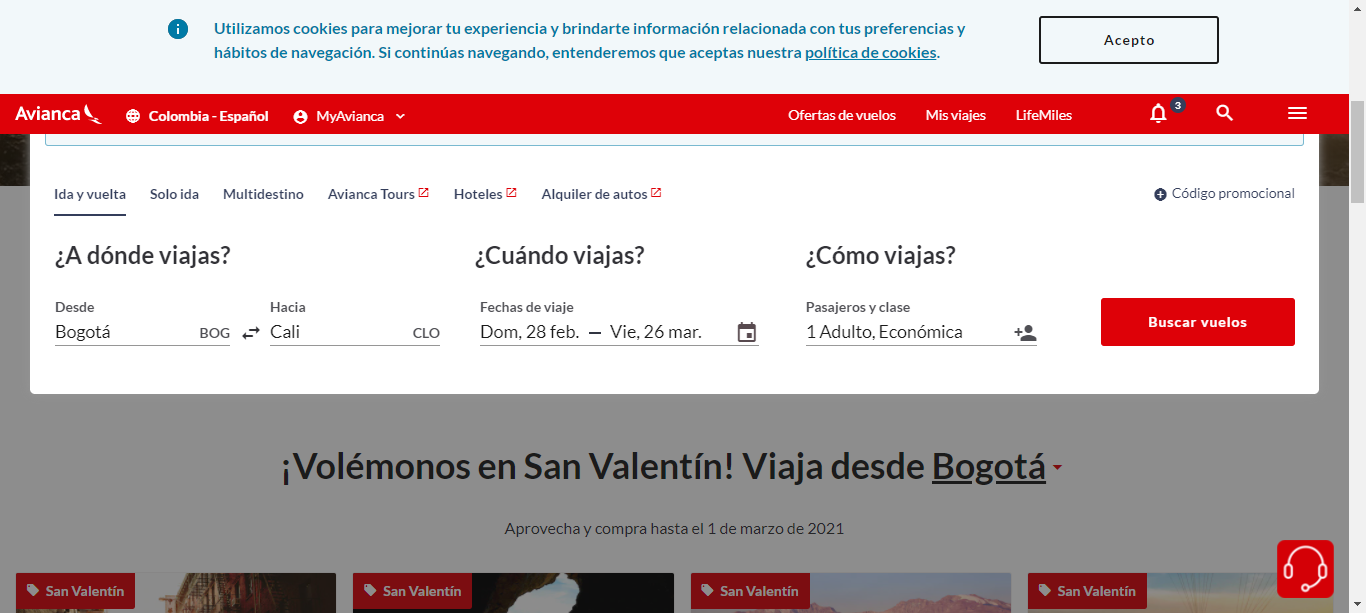 Utilizamos cookies para mejorar tu experiencia y brindarte información relacionada con tus preferencias y
hábitos de navegación. Si continúas navegando, entenderemos que aceptas nuestra política de cookies.
Acepto
Avianca
Colombia - Español
MyAvianca
Ofertas de vuelos
Mis viajes
LifeMiles
3
Ida y vuelta
Solo ida
Multidestino
Avianca Tours
Hoteles
Alquiler de autos
Código promocional
¿A dónde viajas?
¿Cuándo viajas?
¿Cómo viajas?
Desde
Hacia
Fechas de viaje
Pasajeros y clase
Bogotá BOG
Cali CLO
Dom, 28 feb. — Vie, 26 mar.
1 Adulto, Económica
Buscar vuelos
¡Volémonos en San Valentín! Viaja desde Bogotá
Aprovecha y compra hasta el 1 de marzo de 2021
San Valentín
San Valentín
San Valentín
San Valentín